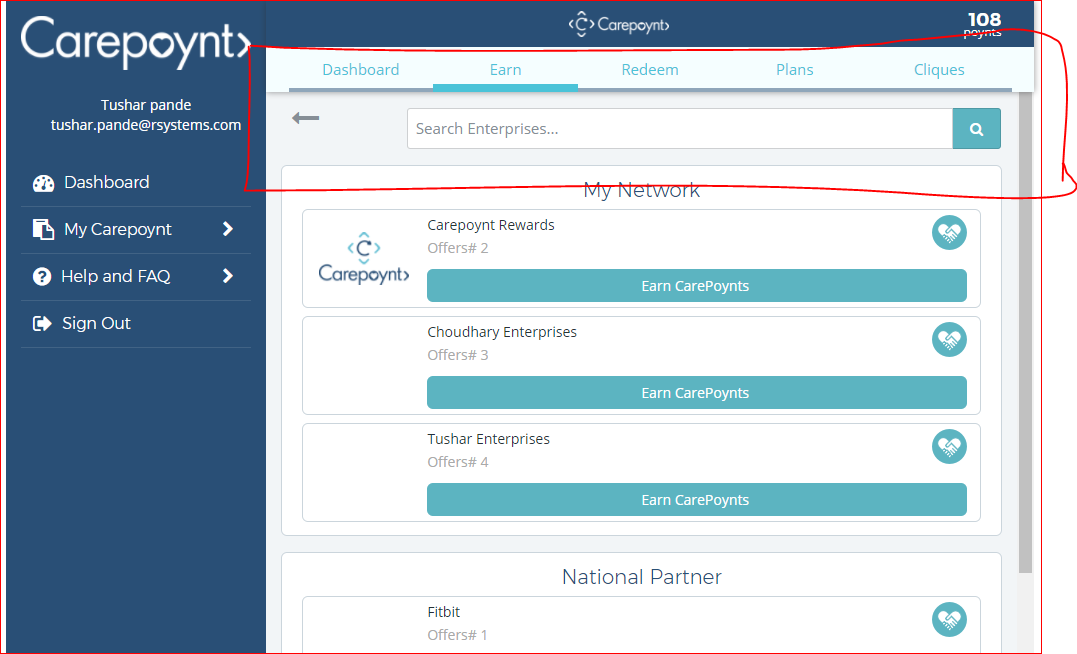 Carepoynt
Tushar pande
tushar.pande@rsystems.com
Dashboard
My Carepoynt
Help and FAQ
Sign Out
Carepoynt
108
poynts
Dashboard Earn Redeem Plans Cliques
Search Enterprises...
My Network
Carepoynt
Carepoynt Rewards
Offers# 2
Earn CarePoynts
Choudhary Enterprises
Offers# 3
Earn CarePoynts
Tushar Enterprises
Offers# 4
Earn CarePoynts
National Partner
Fitbit
Offers# 1